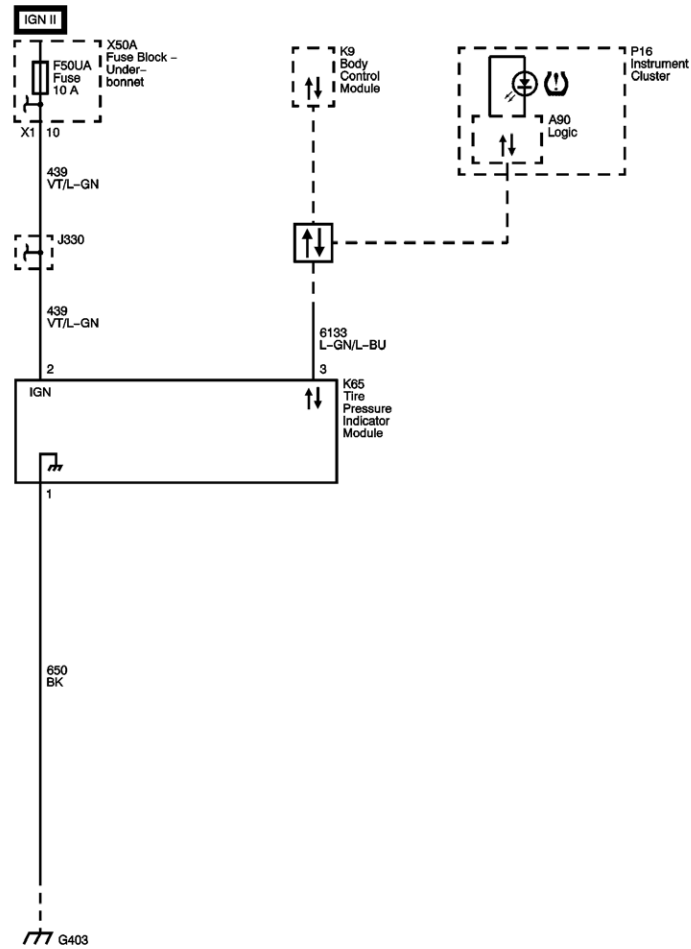 IGN II
X50A
Fuse Block –
Under–
bonnet
F50UA
Fuse
10 A
X1 10
K9
Body
Control
Module
P16
Instrument
Cluster
A90
Logic
439
VT/L–GN
J330
439
VT/L–GN
6133
L–GN/L–BU
2
3
IGN
K65
Tire
Pressure
Indicator
Module
1
650
BK
G403